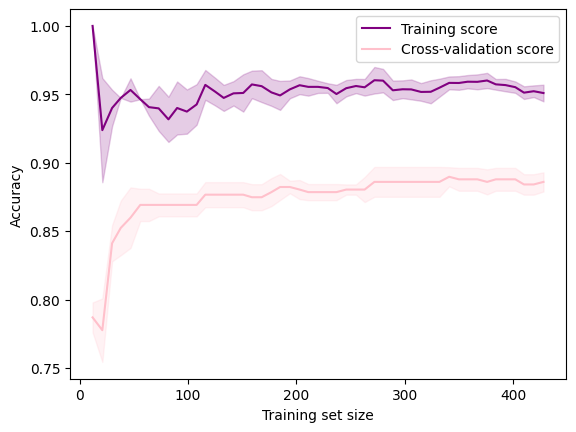 1.00
0.95
0.90
0.85
0.80
0.75
Accuracy
Training score
Cross-validation score
0
100
200
300
400
Training set size